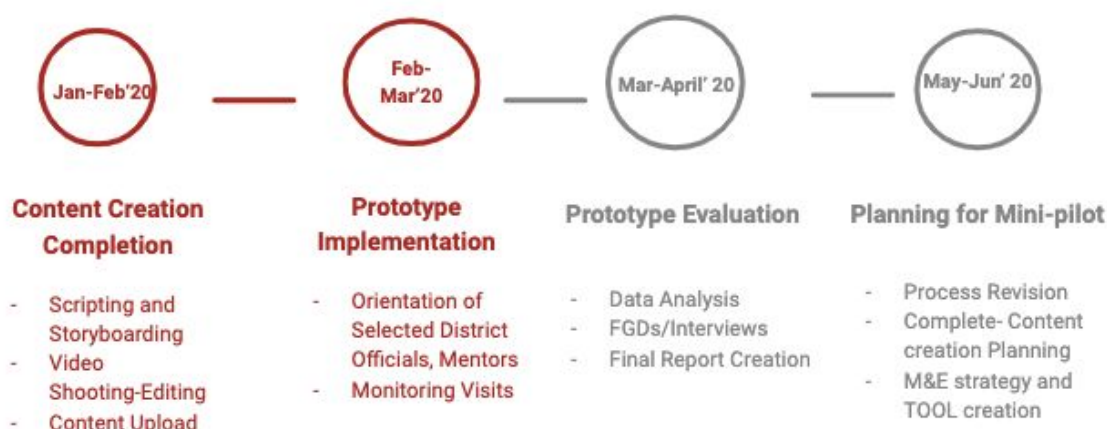 Jan-Feb'20
Feb-
Mar'20
Mar-April' 20
May-Jun' 20
Content Creation
Completion
- Scripting and
Storyboarding
- Video
Shooting-Editing
- Content Upload
Prototype
Implementation
- Orientation of
Selected District
Officials, Mentors
- Monitoring Visits
Prototype Evaluation
- Data Analysis
- FGDs/Interviews
- Final Report Creation
Planning for Mini-pilot
- Process Revision
- Complete- Content
creation Planning
- M&E strategy and
TOOL creation